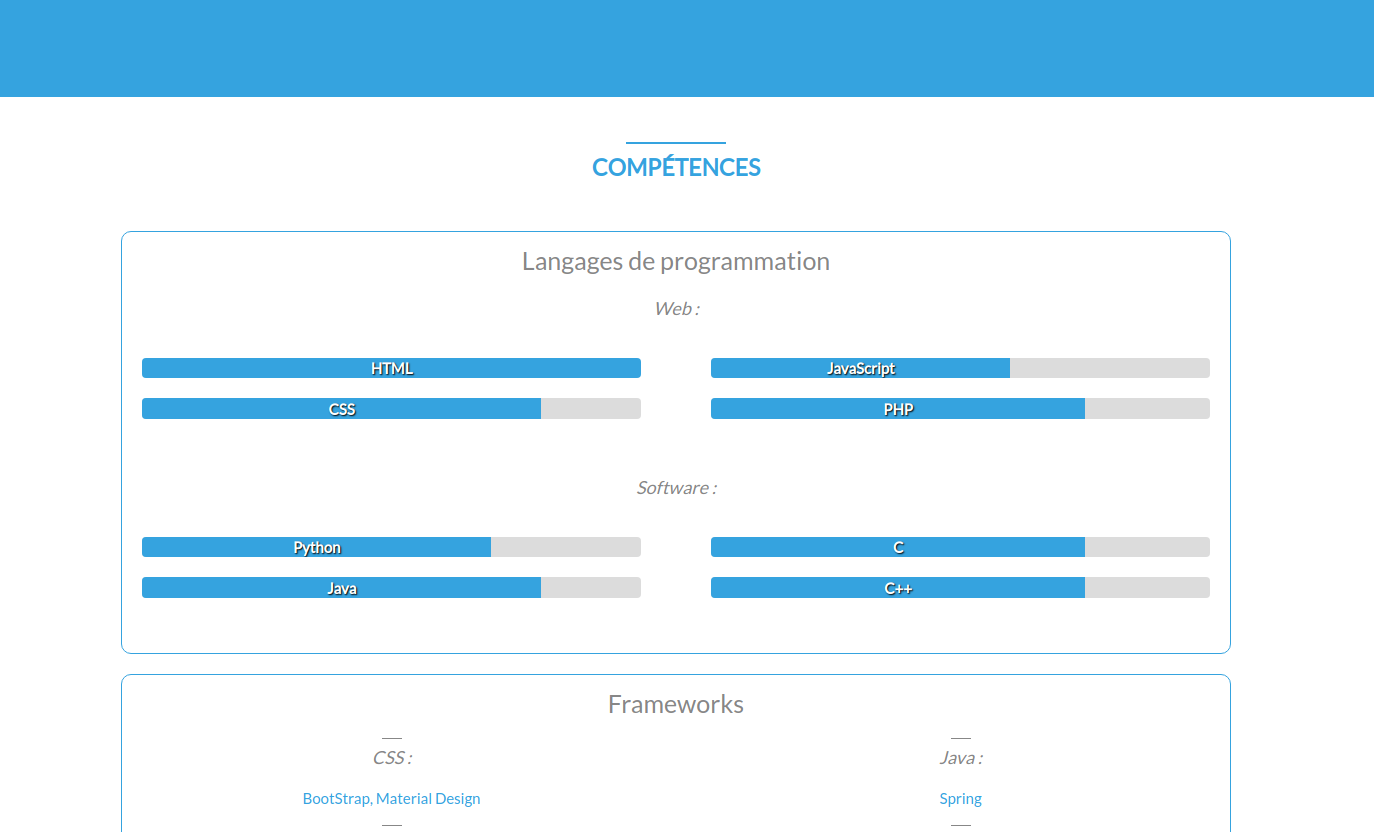 COMPÉTENCES
Langages de programmation
Web :
HTML
JavaScript
CSS
PHP
Software :
Python
C
Java
C++
Frameworks
CSS :
Java :
BootStrap, Material Design
Spring